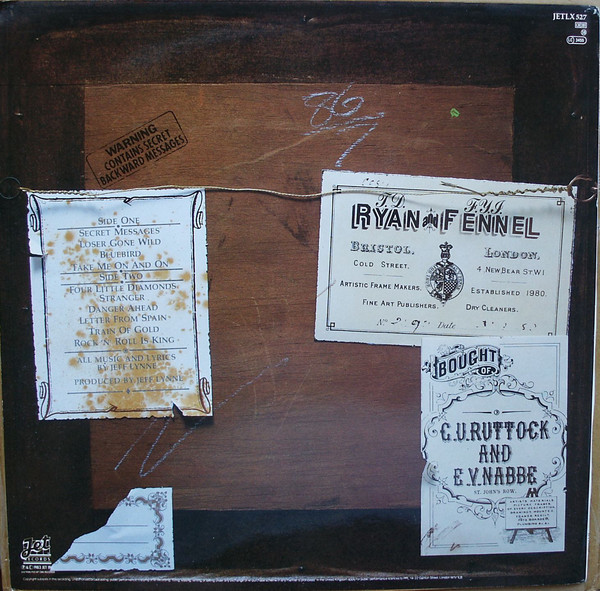 JETLX 527
86
WARNING
CONTAINS SECRET
BACKWARD MESSAGES
SIDE ONE
SECRET MESSAGES
LOSER GONE WILD
BLUEBIRD
TAKE ME ON AND ON
SIDE TWO
FOUR LITTLE DIAMONDS
STRANGER
DANGER AHEAD
LETTER FROM SPAIN
TRAIN OF GOLD
ROCK & ROLL IS KING
ALL MUSIC AND LYRICS
BY JEFF LYNNE
PRODUCED BY JEFF LYNNE
T.D. F.Y.J.
RYAN AND FENNEL
BRISTOL. LONDON.
COLD STREET, 4 NEW BEAR ST W1
ARTISTIC FRAME MAKERS. ESTABLISHED 1980.
FINE ART PUBLISHERS. DRY CLEANERS.
No Date
BOUGHT
OF
C.U.RUTTOCK
AND
E.V.NABBE
ST. JOHN'S ROW.
Jet
RECORDS